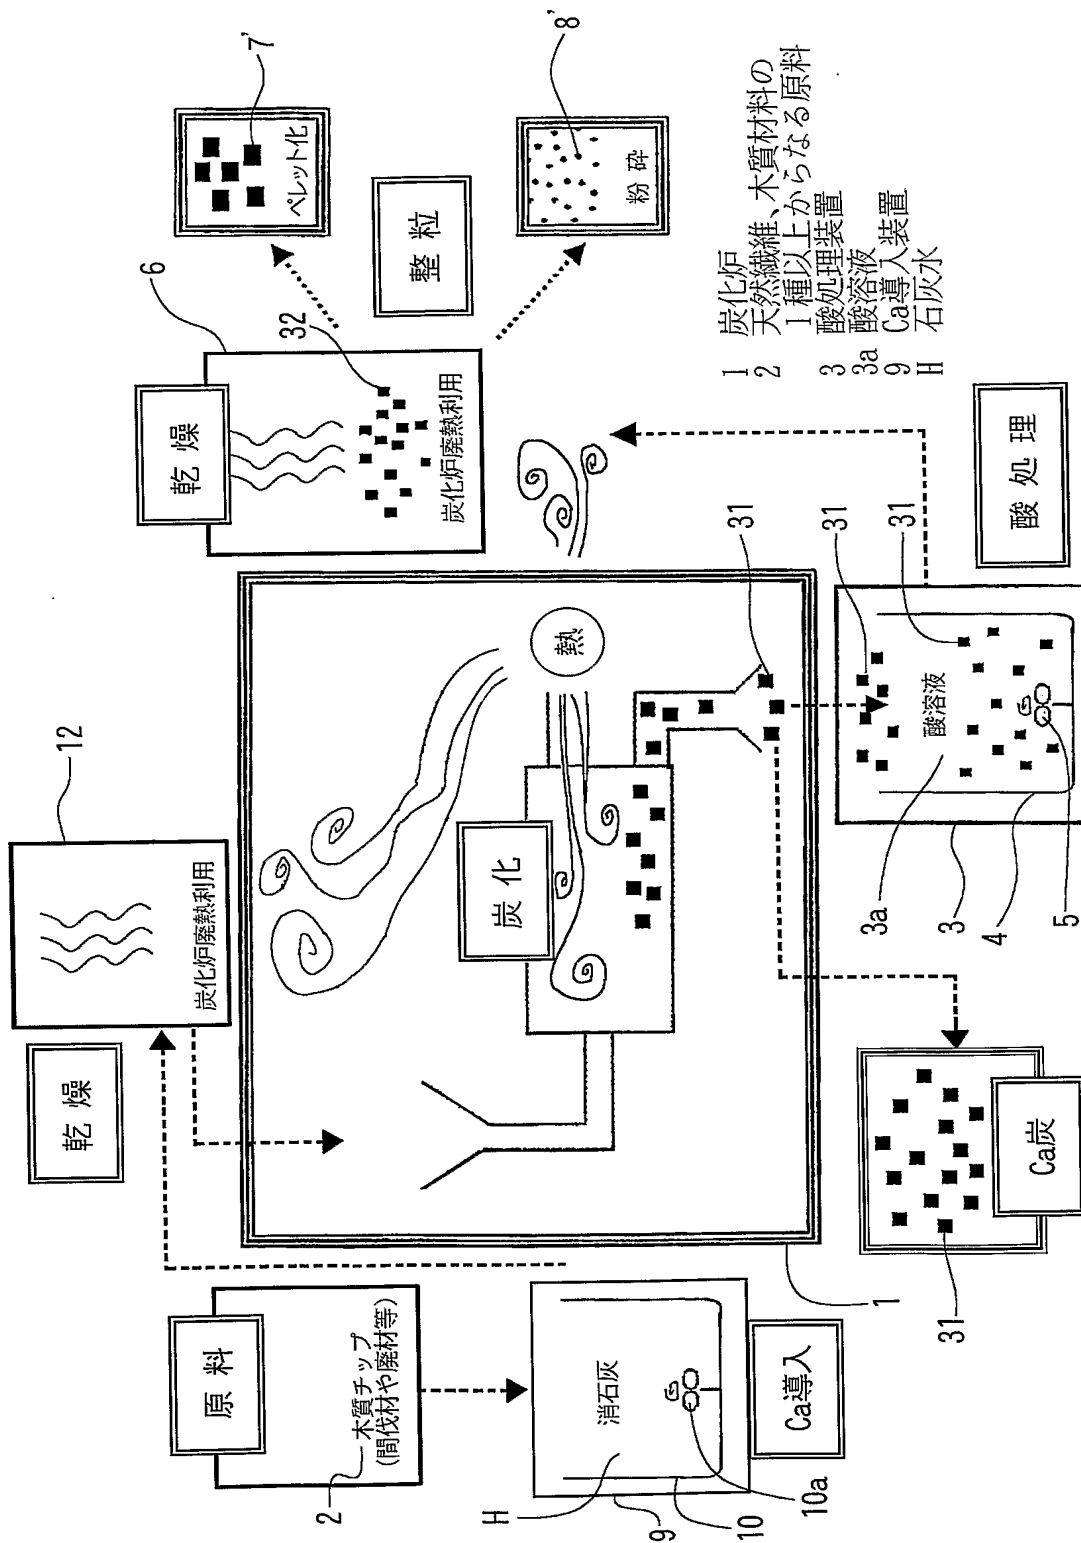 原料
木質チップ
(間伐材や廃材等)
2
消石灰
H
9
10
10a
Ca導入
乾燥
炭化炉廃熱利用
12
炭化
熱
1
31
Ca炭
31
31
31
酸溶液
3a
3
4
5
酸処理
乾燥
炭化炉廃熱利用
6
32
整粒
ペレット化
7'
粉砕
8'
1 炭化炉
2 天然繊維、木質材料の
1種以上からなる原料
3 酸処理装置
3a 酸溶液
9 Ca導入装置
H 石灰水